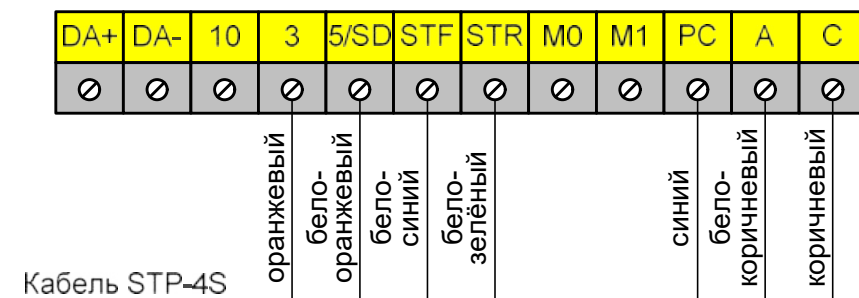 DA+ DA- 10 3 5/SD STF STR M0 M1 PC A C
оранжевый
бело-
оранжевый
бело-
синий
бело-
зелёный
синий
бело-
коричневый
коричневый
Кабель STP-4S